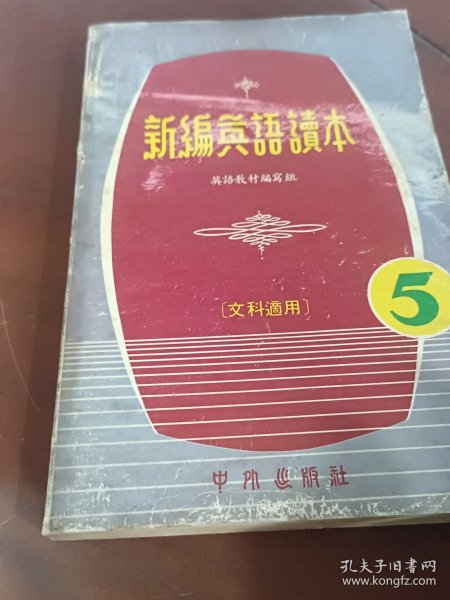 新編英語讀本
英語教材編寫組
〔文科適用〕
5
中外出版社
孔夫子旧书网
www.kongfz.com